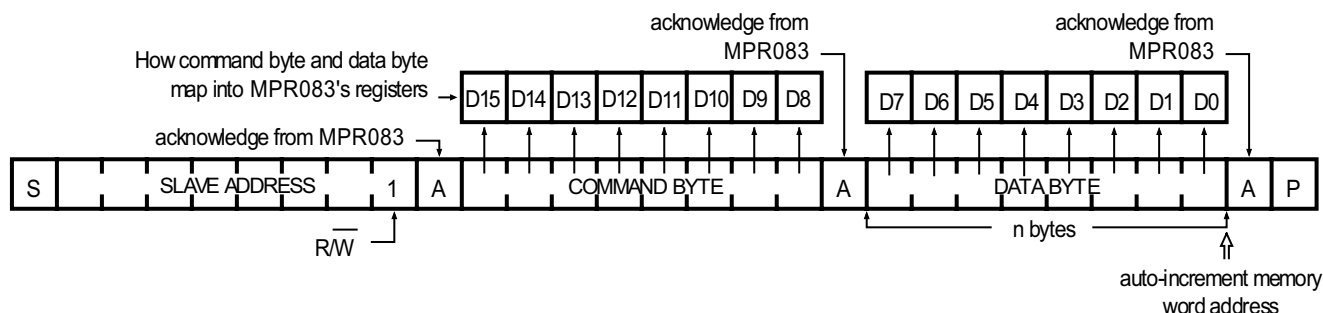 acknowledge from
MPR083
acknowledge from
MPR083
How command byte and data byte
map into MPR083's registers
D15 D14 D13 D12 D11 D10 D9 D8
D7 D6 D5 D4 D3 D2 D1 D0
acknowledge from MPR083
S SLAVE ADDRESS 1 A COMMAND BYTE A DATA BYTE A P
R/W
n bytes
auto-increment memory
word address